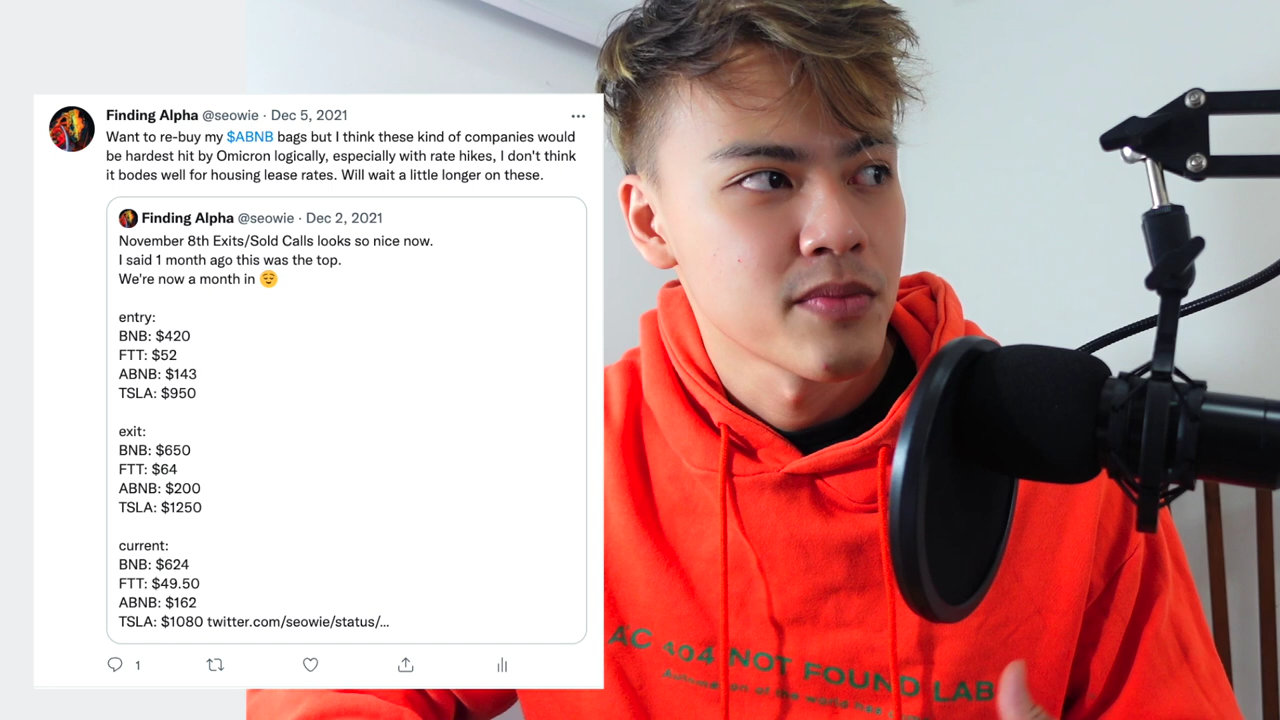 Finding Alpha @seowie · Dec 5, 2021
Want to re-buy my $ABNB bags but I think these kind of companies would
be hardest hit by Omicron logically, especially with rate hikes, I don't think
it bodes well for housing lease rates. Will wait a little longer on these.
Finding Alpha @seowie · Dec 2, 2021
November 8th Exits/Sold Calls looks so nice now.
I said 1 month ago this was the top.
We're now a month in 😌
entry:
BNB: $420
FTT: $52
ABNB: $143
TSLA: $950
exit:
BNB: $650
FTT: $64
ABNB: $200
TSLA: $1250
current:
BNB: $624
FTT: $49.50
ABNB: $162
TSLA: $1080 twitter.com/seowie/status/...
1
AC 404 NOT FOUND LAB
of the world has